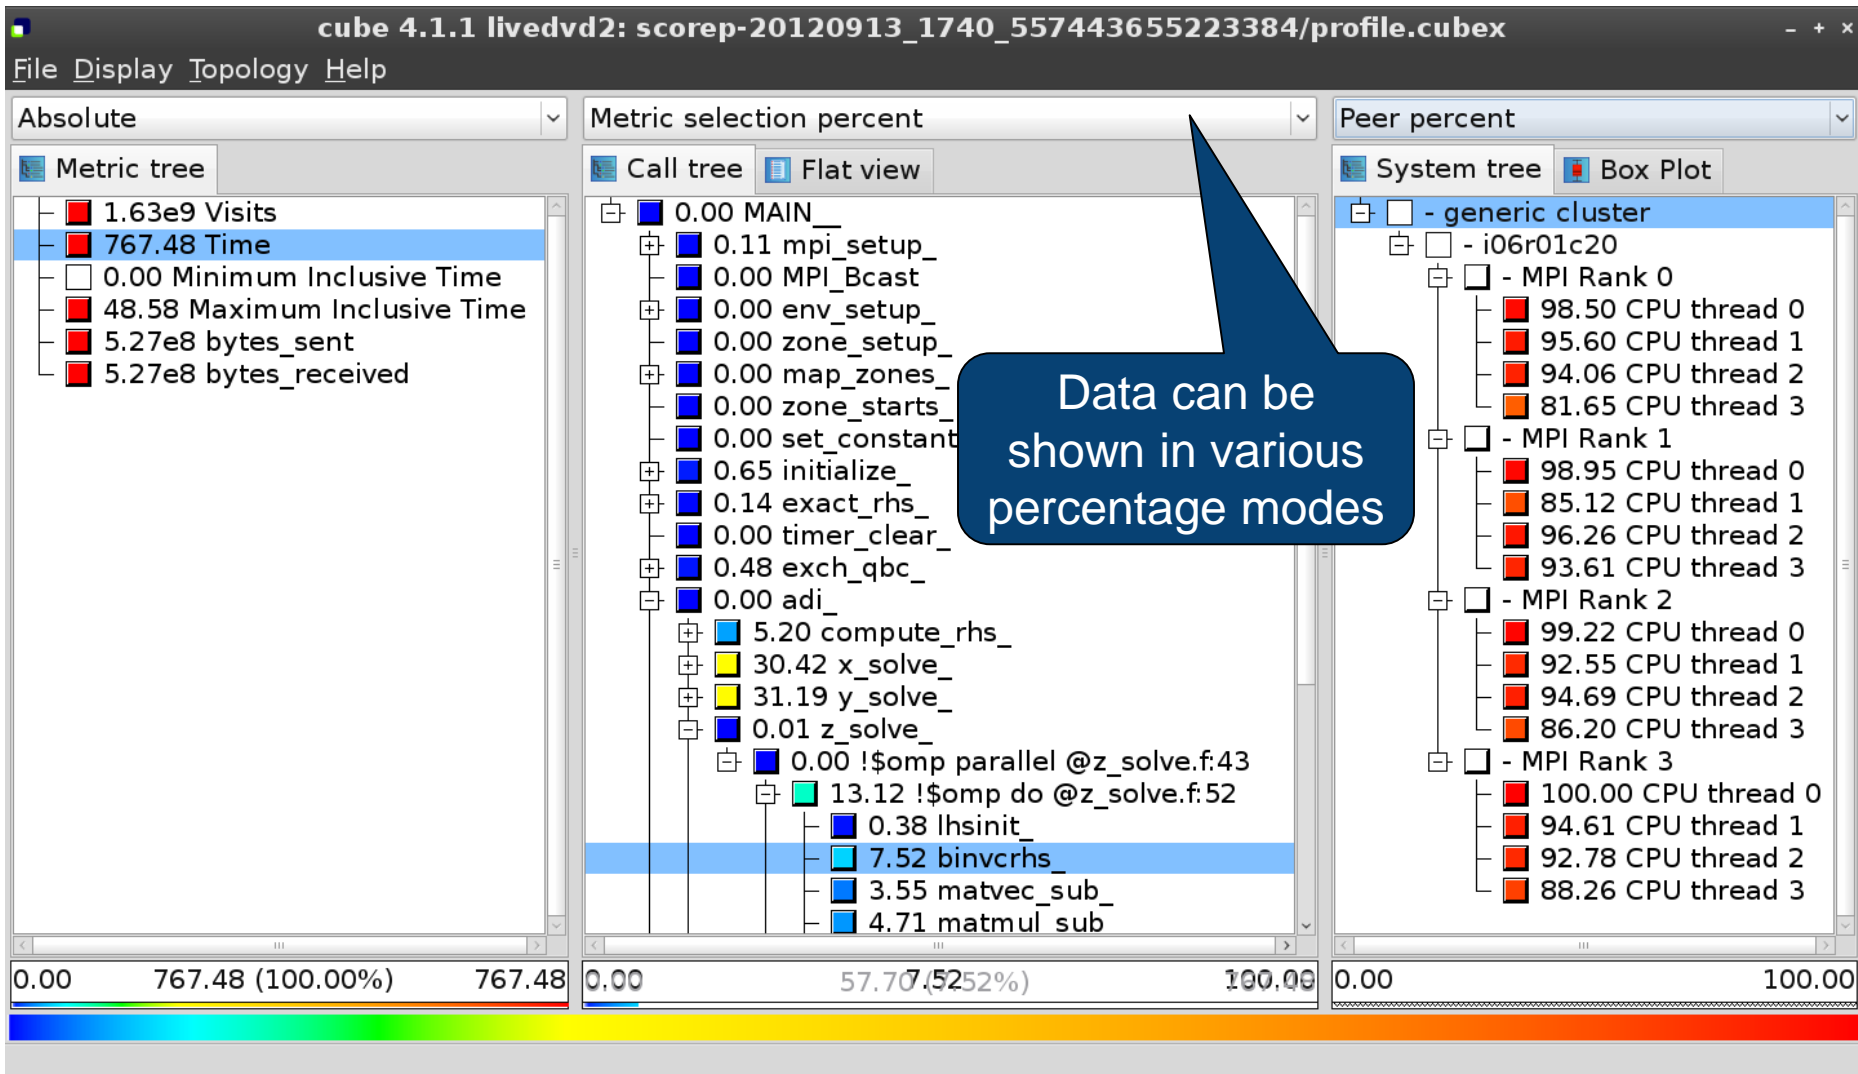 cube 4.1.1 livedvd2: scorep-20120913_1740_557443655223384/profile.cubex
File Display Topology Help
Absolute
Metric selection percent
Peer percent
Metric tree
Call tree
Flat view
System tree
Box Plot
1.63e9 Visits
767.48 Time
0.00 Minimum Inclusive Time
48.58 Maximum Inclusive Time
5.27e8 bytes_sent
5.27e8 bytes_received
0.00 MAIN__
0.11 mpi_setup_
0.00 MPI_Bcast
0.00 env_setup_
0.00 zone_setup_
0.00 map_zones_
0.00 zone_starts_
0.00 set_constant
0.65 initialize_
0.14 exact_rhs_
0.00 timer_clear_
0.48 exch_qbc_
0.00 adi_
5.20 compute_rhs_
30.42 x_solve_
31.19 y_solve_
0.01 z_solve_
0.00 !$omp parallel @z_solve.f:43
13.12 !$omp do @z_solve.f:52
0.38 lhsinit_
7.52 binvcrhs_
3.55 matvec_sub_
4.71 matmul_sub
Data can be
shown in various
percentage modes
- generic cluster
- i06r01c20
- MPI Rank 0
98.50 CPU thread 0
95.60 CPU thread 1
94.06 CPU thread 2
81.65 CPU thread 3
- MPI Rank 1
98.95 CPU thread 0
85.12 CPU thread 1
96.26 CPU thread 2
93.61 CPU thread 3
- MPI Rank 2
99.22 CPU thread 0
92.55 CPU thread 1
94.69 CPU thread 2
86.20 CPU thread 3
- MPI Rank 3
100.00 CPU thread 0
94.61 CPU thread 1
92.78 CPU thread 2
88.26 CPU thread 3
0.00 767.48 (100.00%) 767.48
0.00 7.52 100.00
0.00 100.00